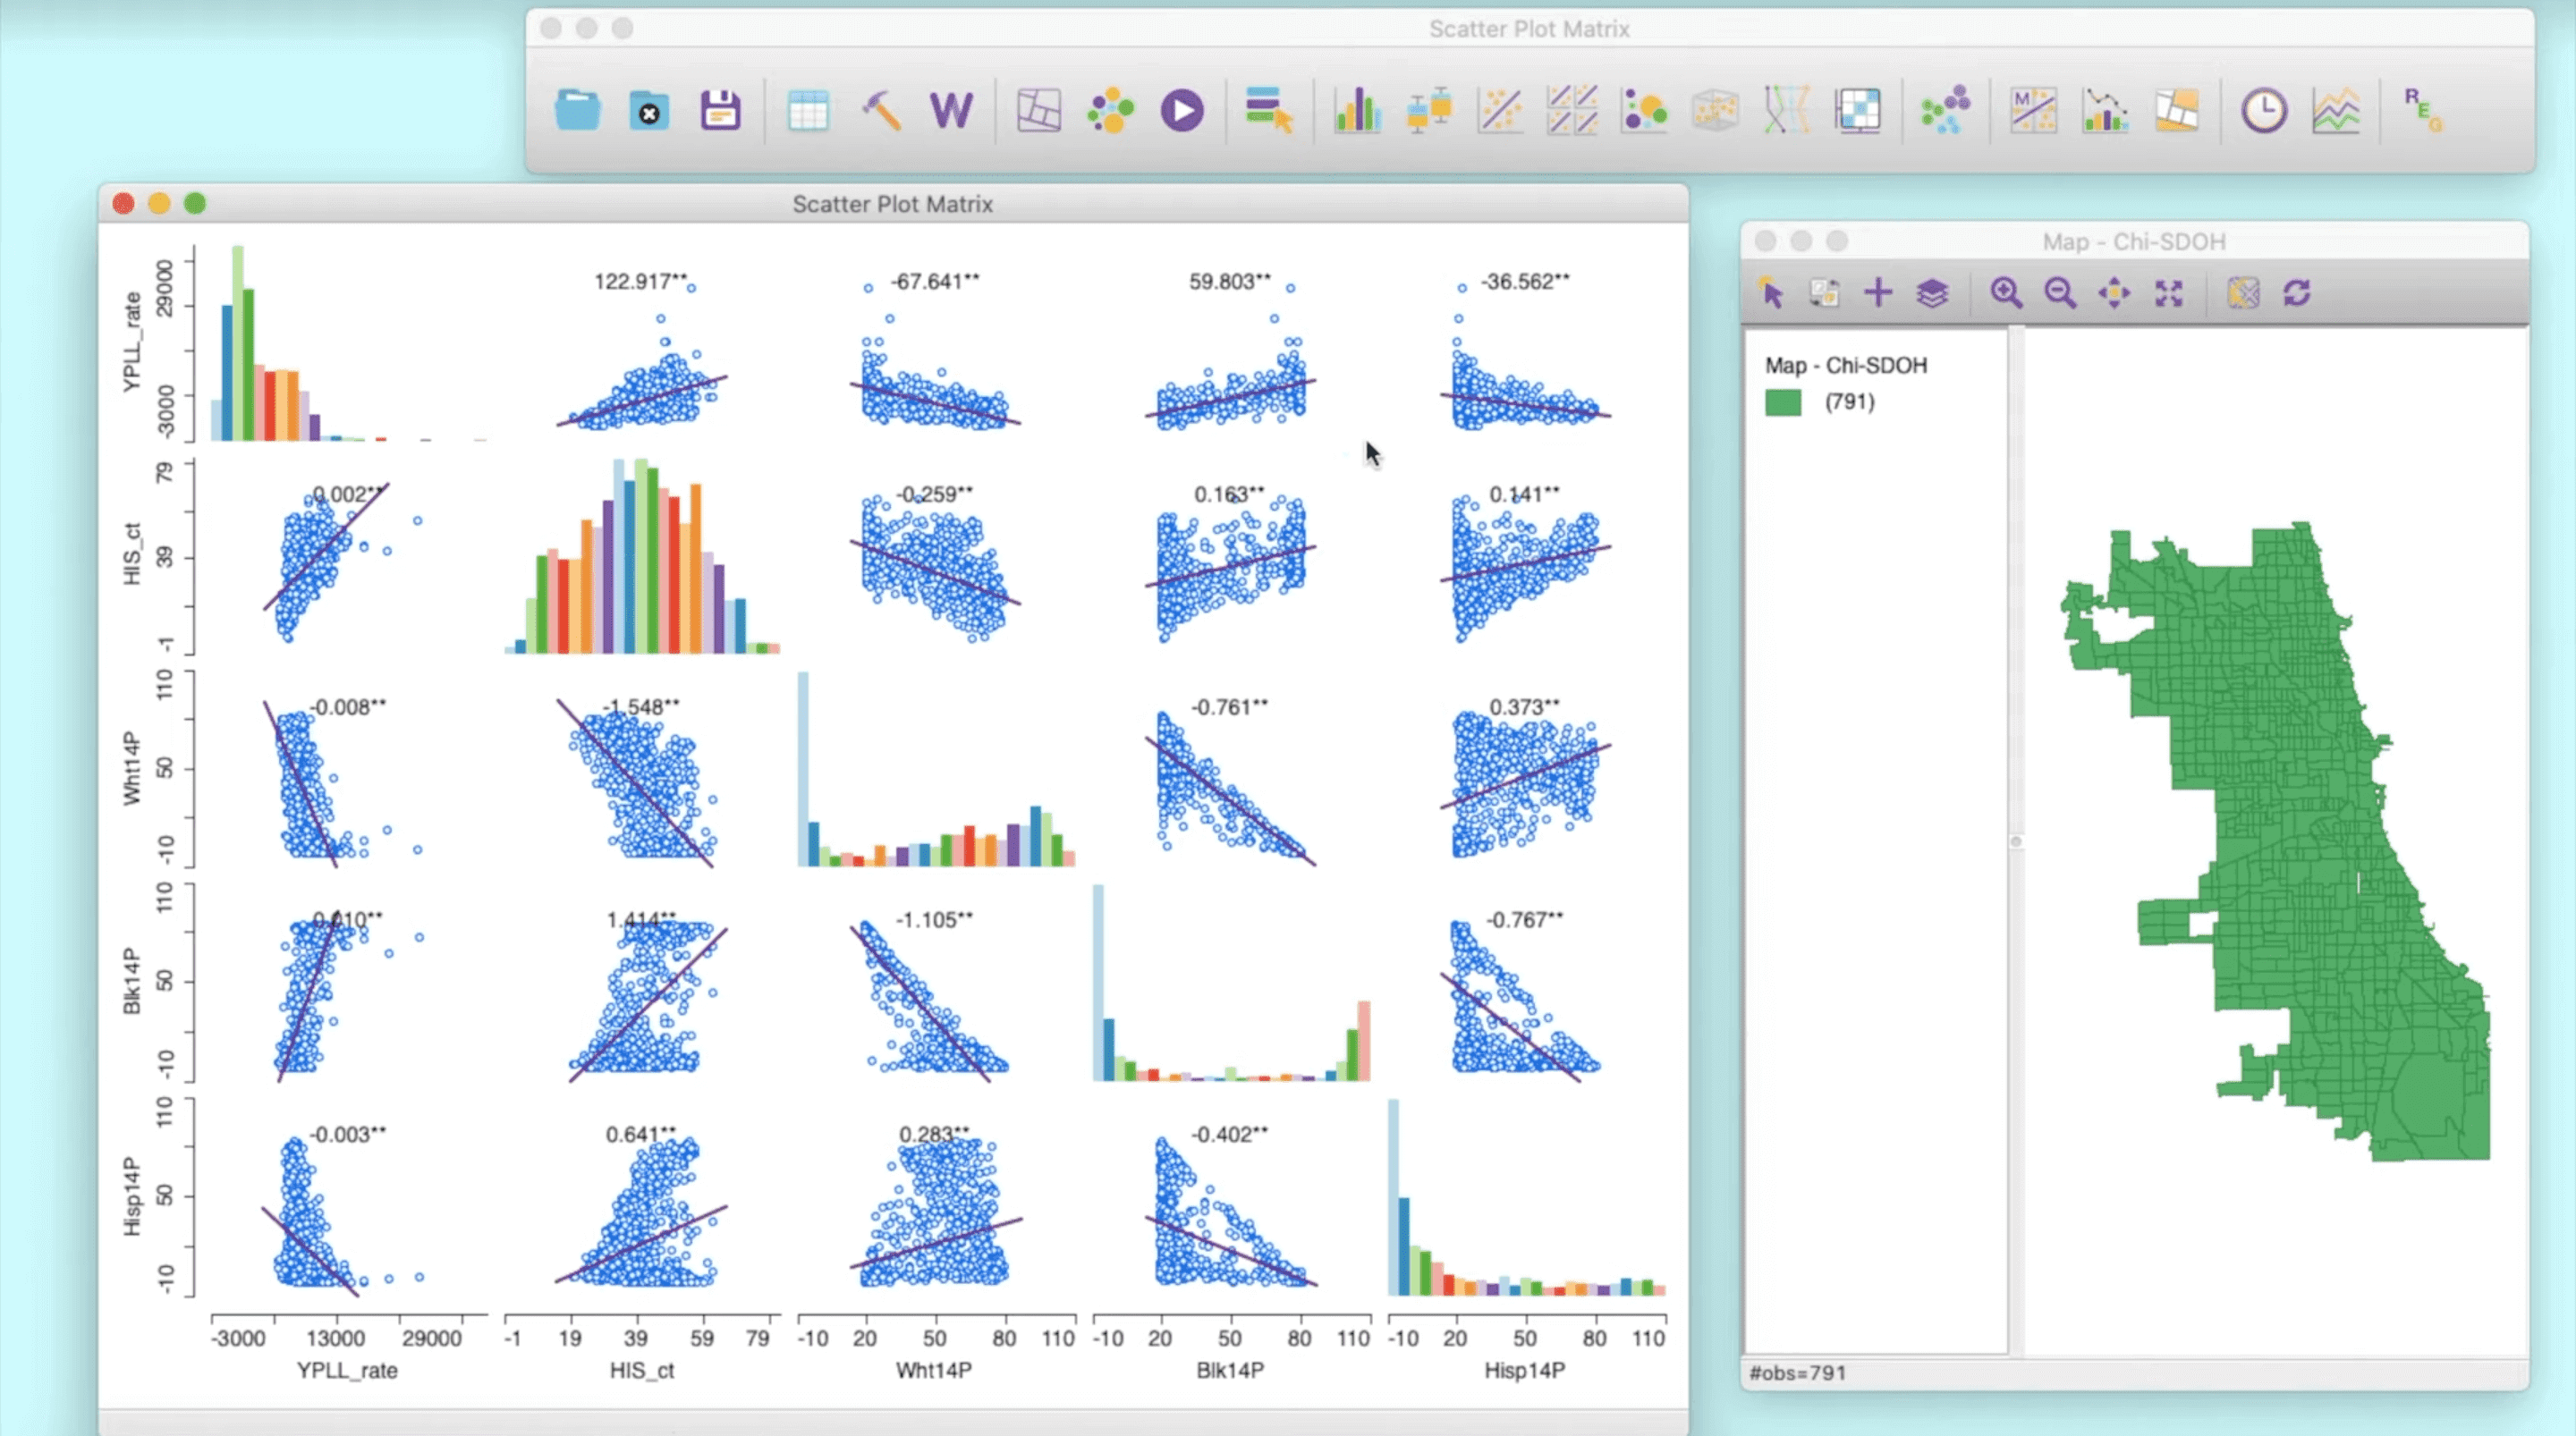 Scatter Plot Matrix
W
M
R
E
G
Scatter Plot Matrix
YPLL_rate
29000
-3000
122.917**
-67.641**
59.803**
-36.562**
HIS_ct
79
39
-1
0.002**
-0.259**
0.163**
0.141**
Wht14P
110
50
-10
-0.008**
-1.548**
-0.761**
0.373**
Blk14P
110
50
-10
0.010**
1.414**
-1.105**
-0.767**
Hisp14P
110
50
-10
-0.003**
0.641**
0.283**
-0.402**
-3000 13000 29000
-1 19 39 59 79
-10 20 50 80 110
-10 20 50 80 110
-10 20 50 80 110
YPLL_rate
HIS_ct
Wht14P
Blk14P
Hisp14P
Map - Chi-SDOH
Map - Chi-SDOH
(791)
#obs=791